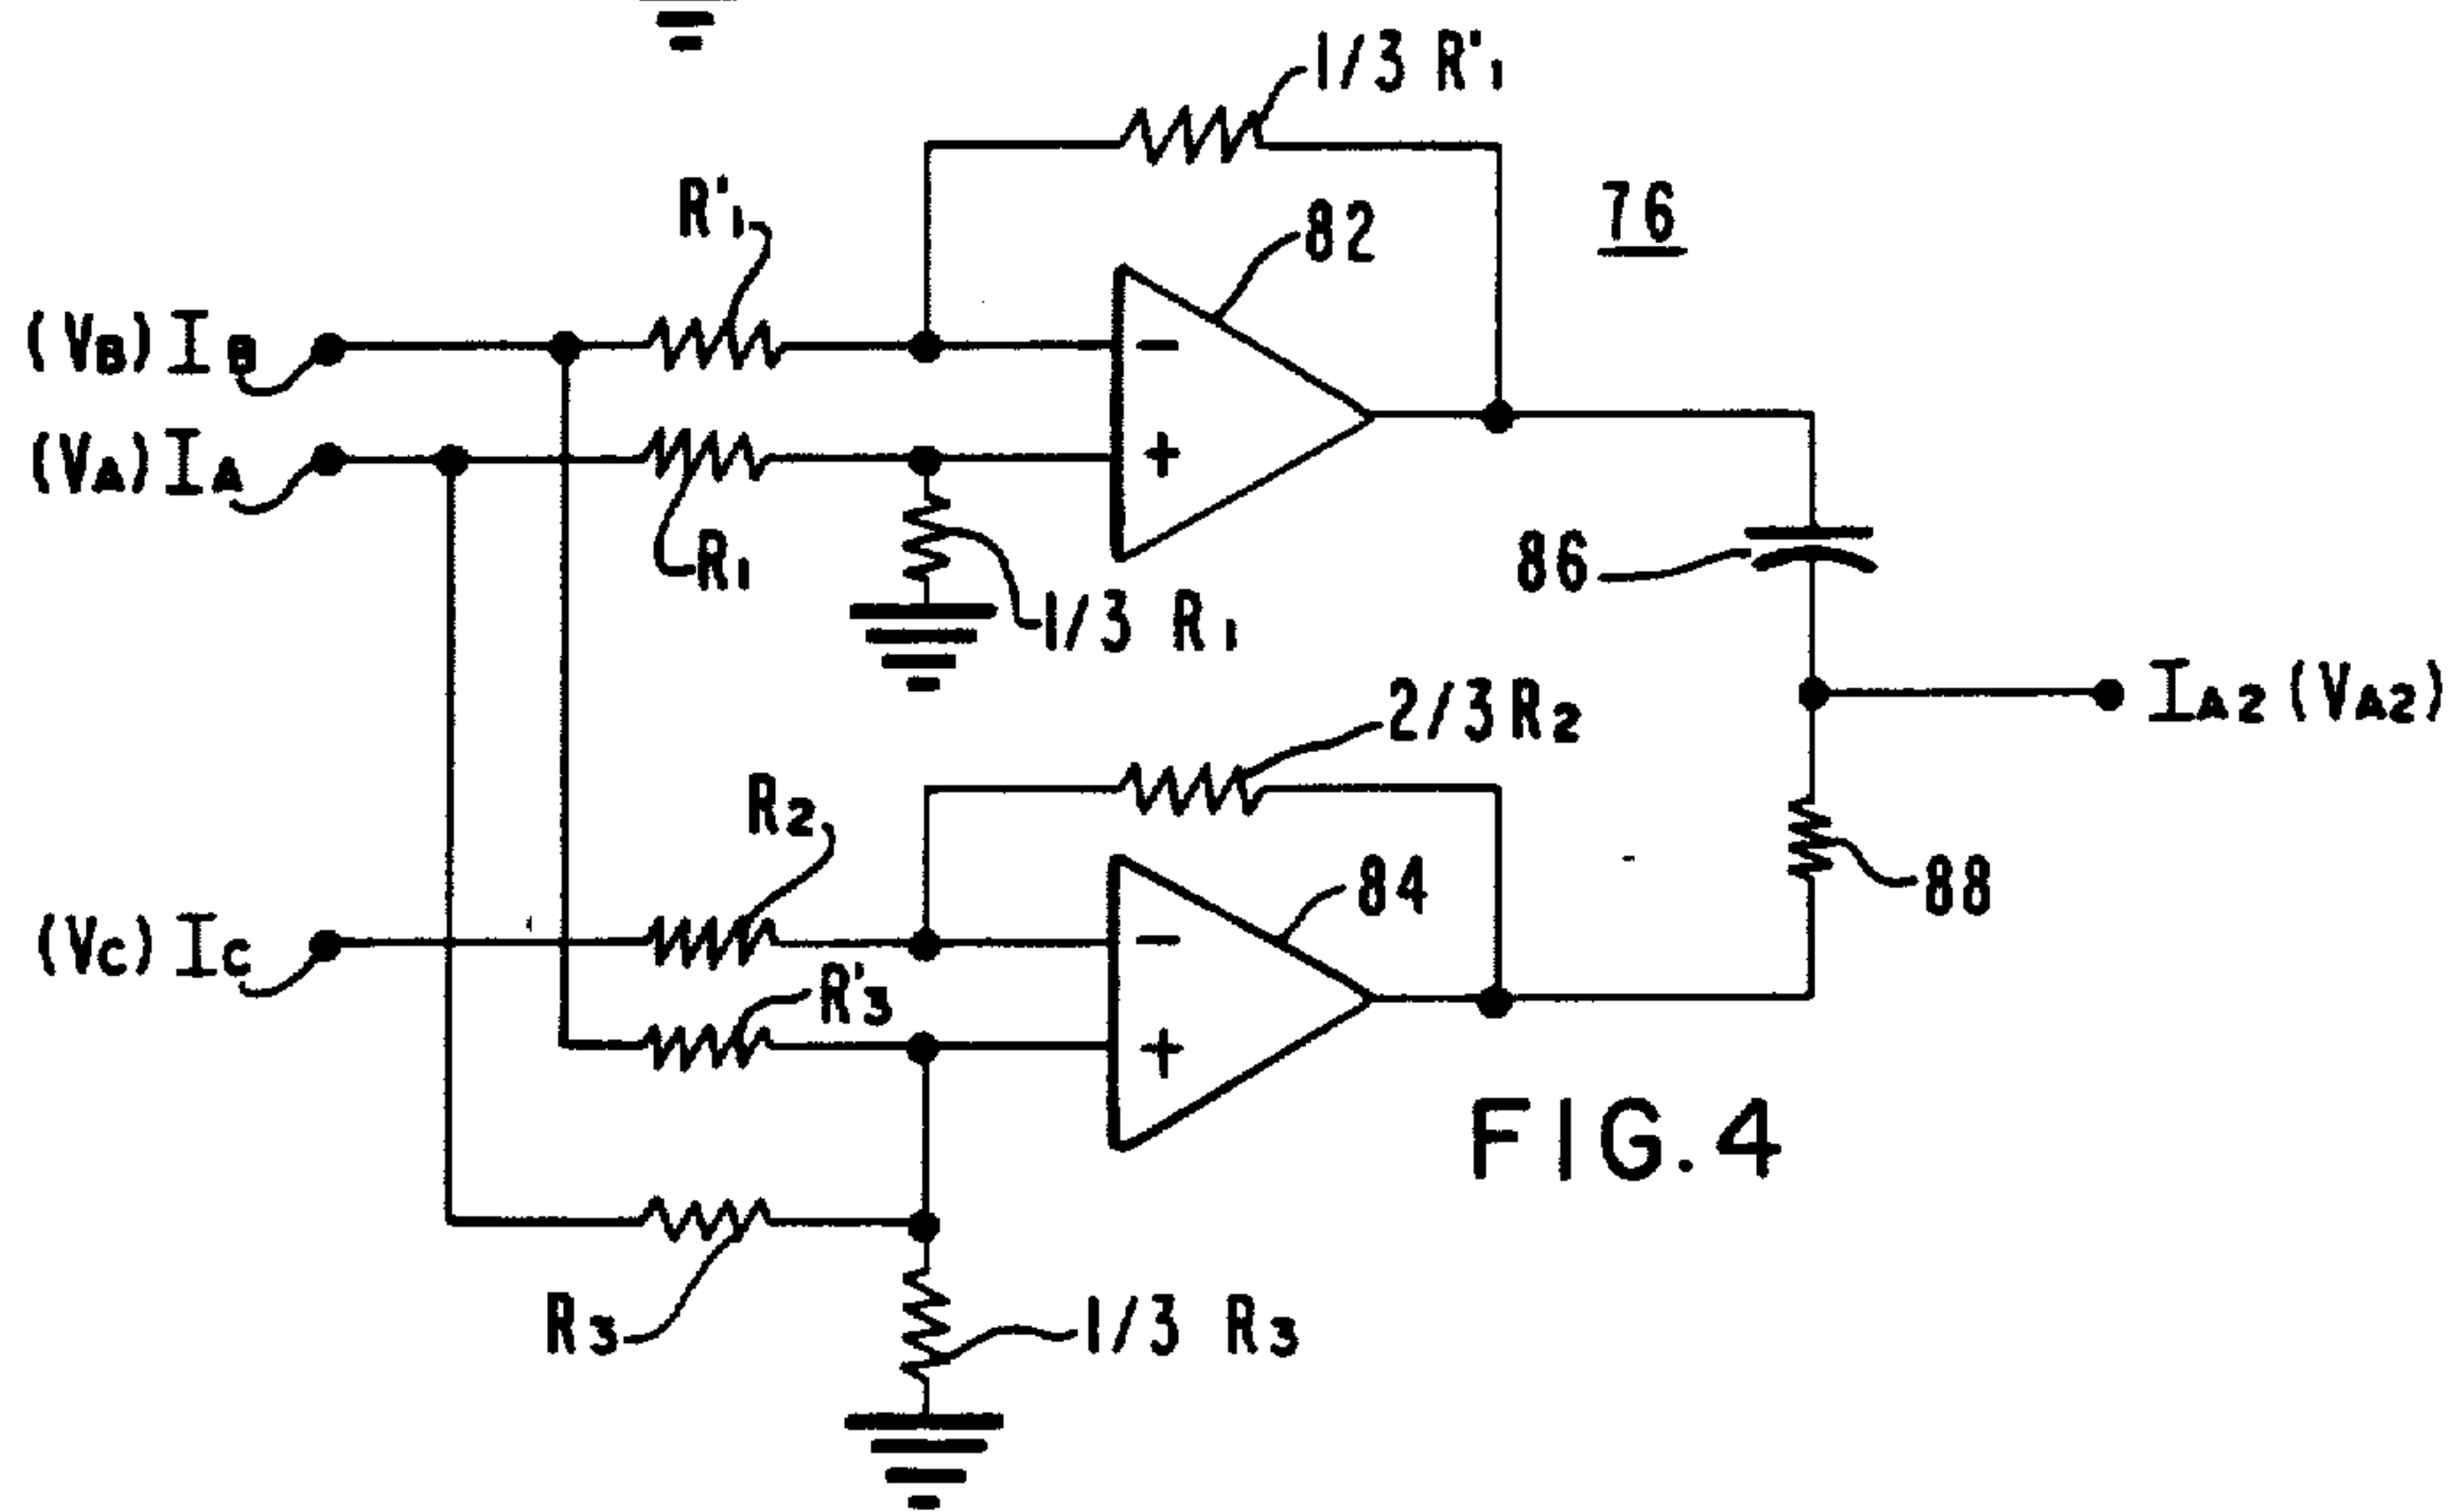 1/3 R'1
R'1
82
76
(VB) IB
(VA) IA
R1
86
1/3 R1
IA2 (VA2)
2/3 R2
R2
84
88
(VC) IC
R'3
FIG. 4
R3
1/3 R3